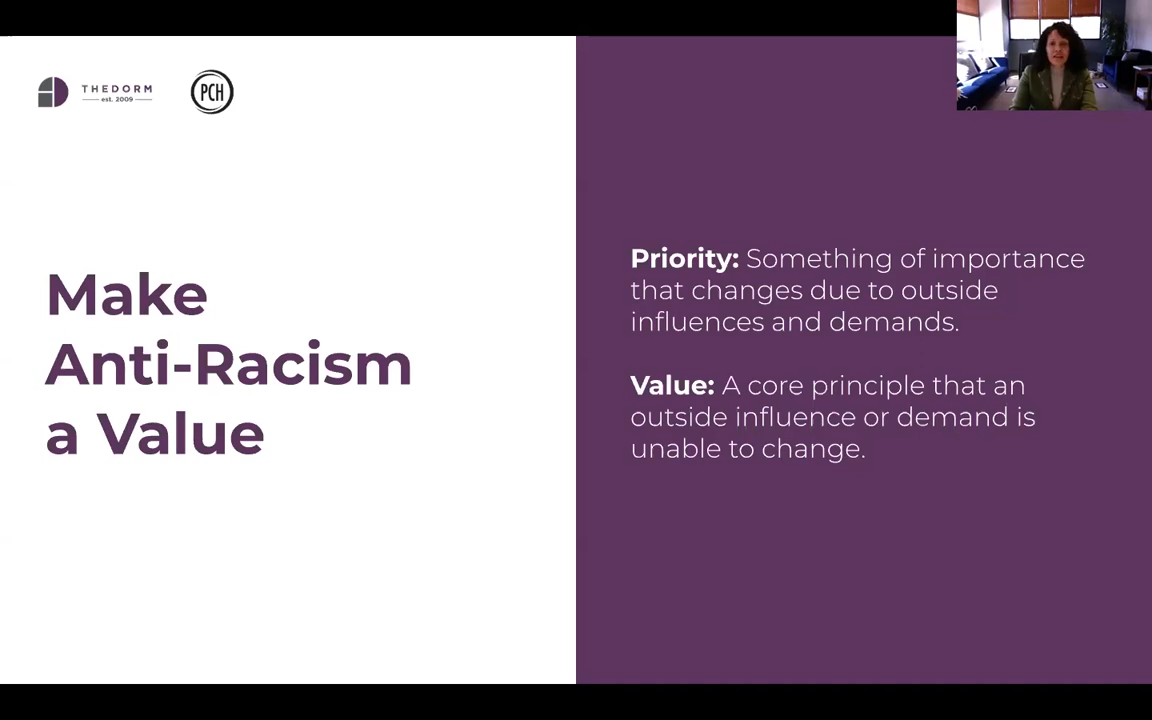 THEDORM
est. 2009
PCH
Make
Anti-Racism
a Value
Priority: Something of importance
that changes due to outside
influences and demands.
Value: A core principle that an
outside influence or demand is
unable to change.